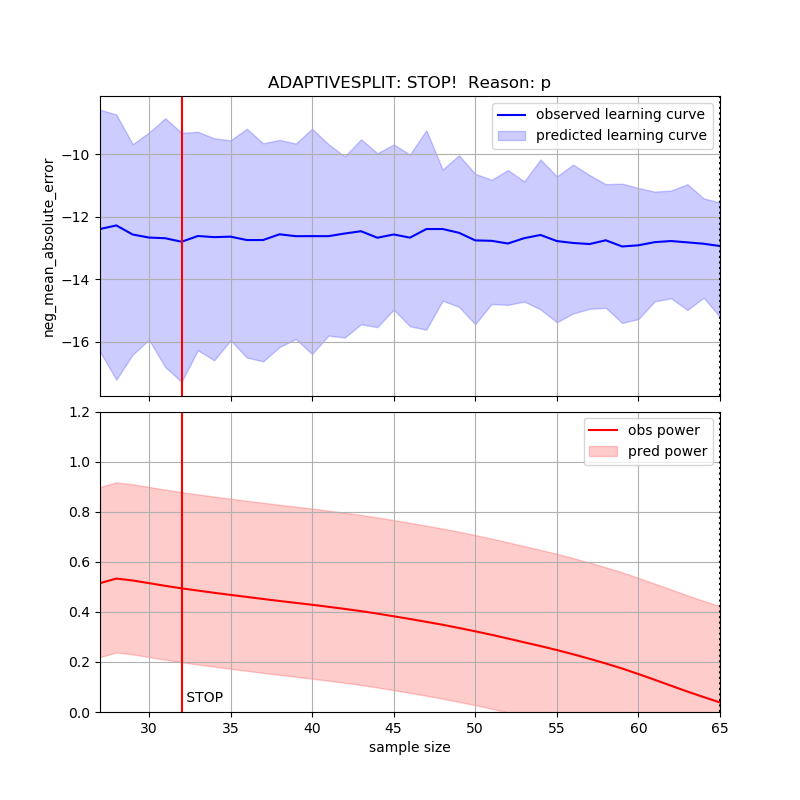 ADAPTIVESPLIT: STOP!  Reason: p
observed learning curve
predicted learning curve
neg_mean_absolute_error
−10
−12
−14
−16
obs power
pred power
1.2
1.0
0.8
0.6
0.4
0.2
0.0
STOP
30 35 40 45 50 55 60 65
sample size